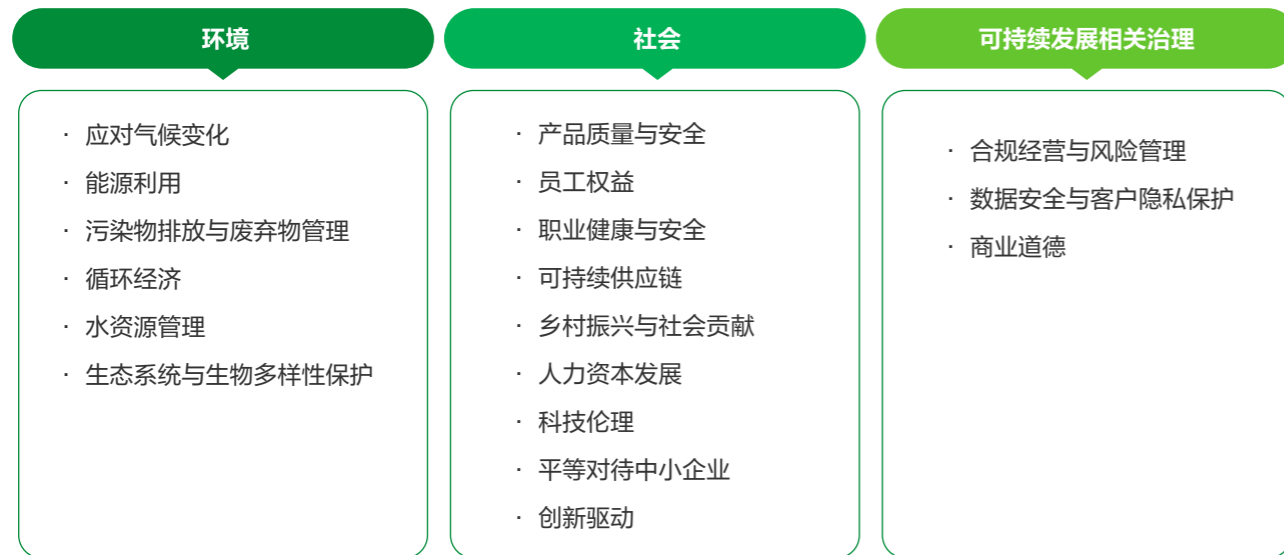 环境
· 应对气候变化
· 能源利用
· 污染物排放与废弃物管理
· 循环经济
· 水资源管理
· 生态系统与生物多样性保护
社会
· 产品质量与安全
· 员工权益
· 职业健康与安全
· 可持续供应链
· 乡村振兴与社会贡献
· 人力资本发展
· 科技伦理
· 平等对待中小企业
· 创新驱动
可持续发展相关治理
· 合规经营与风险管理
· 数据安全与客户隐私保护
· 商业道德